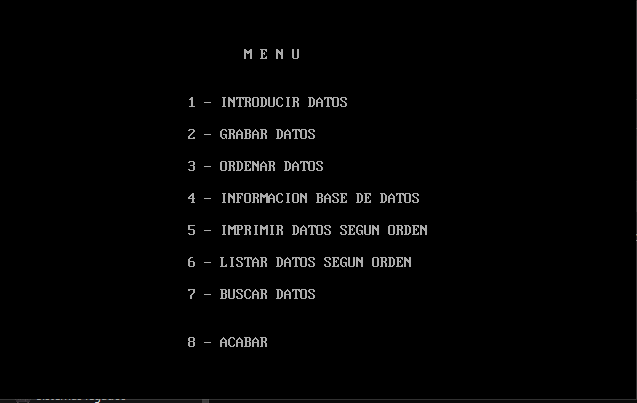 M E N U
1 - INTRODUCIR DATOS
2 - GRABAR DATOS
3 - ORDENAR DATOS
4 - INFORMACION BASE DE DATOS
5 - IMPRIMIR DATOS SEGUN ORDEN
6 - LISTAR DATOS SEGUN ORDEN
7 - BUSCAR DATOS
8 - ACABAR